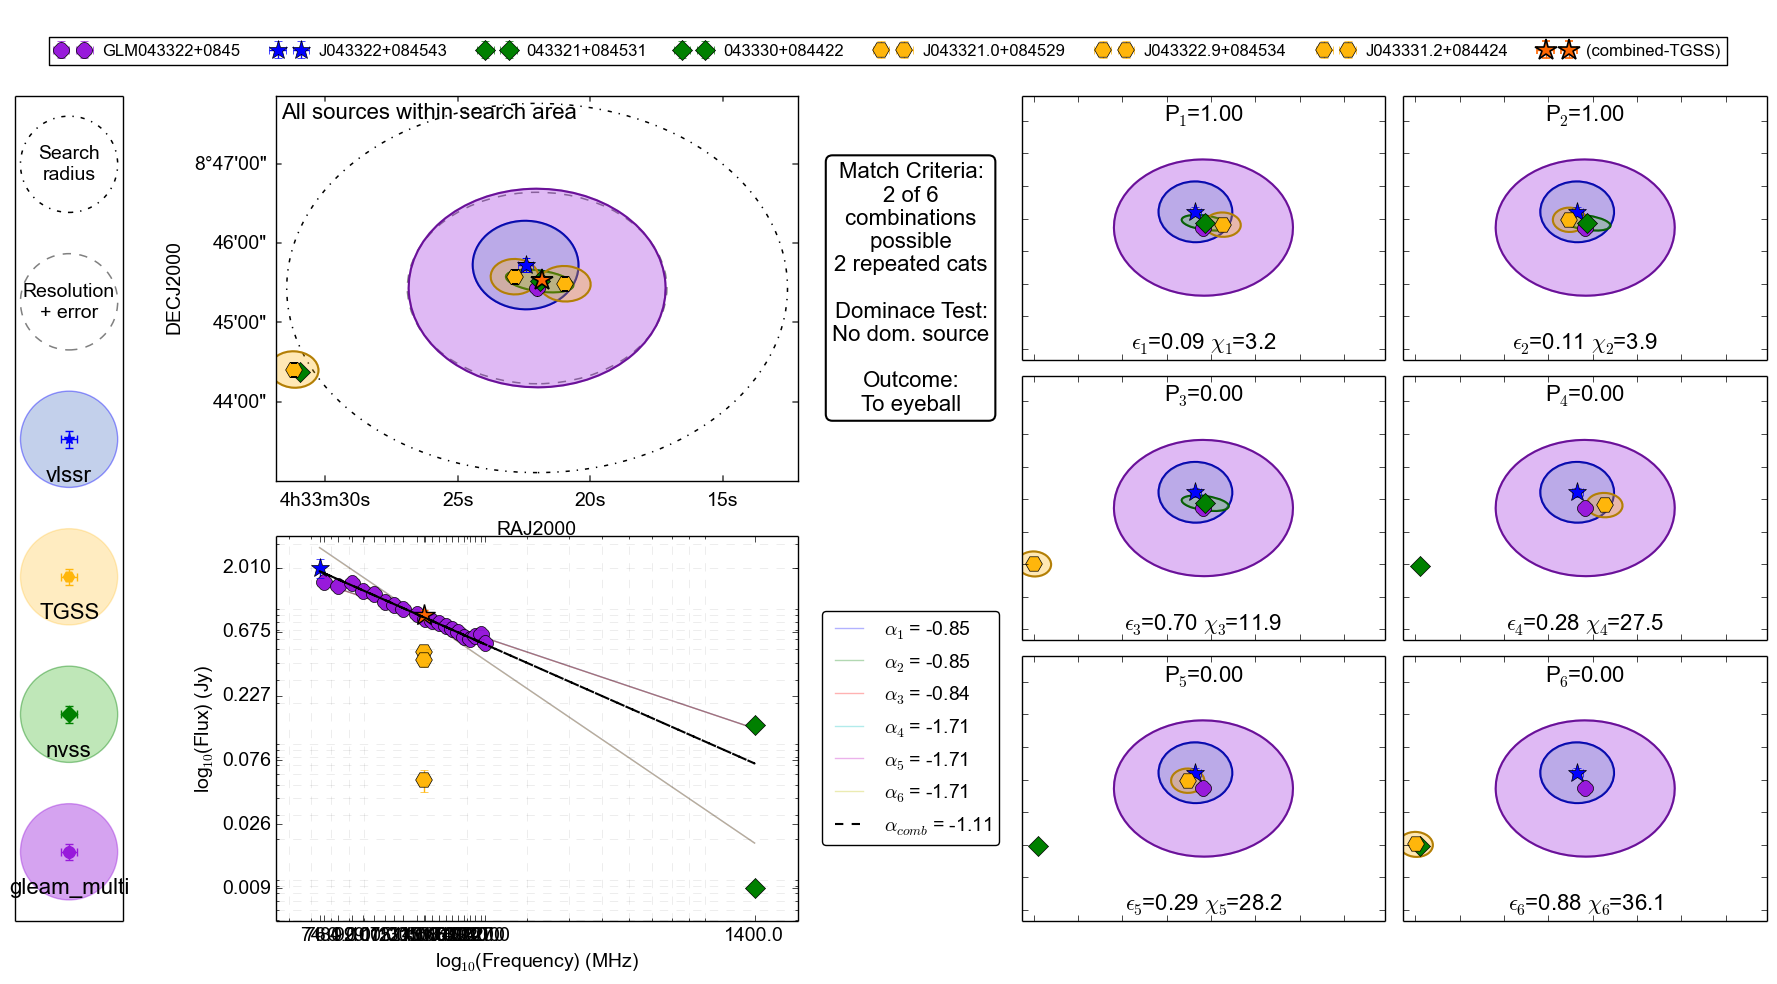 GLM043322+0845 J043322+084543 043321+084531 043330+084422 J043321.0+084529 J043322.9+084534 J043331.2+084424 (combined-TGSS)
Search
radius
Resolution
+ error
vlssr
TGSS
nvss
gleam_multi
All sources within search area
DECJ2000
8°47'00"
46'00"
45'00"
44'00"
4h33m30s 25s 20s 15s
RAJ2000
Match Criteria:
2 of 6
combinations
possible
2 repeated cats
Dominace Test:
No dom. source
Outcome:
To eyeball
log10(Flux) (Jy)
2.010
0.675
0.227
0.076
0.026
0.009
1400.0
log10(Frequency) (MHz)
α1 = -0.85
α2 = -0.85
α3 = -0.84
α4 = -1.71
α5 = -1.71
α6 = -1.71
αcomb = -1.11
P1=1.00
ϵ1=0.09 χ1=3.2
P2=1.00
ϵ2=0.11 χ2=3.9
P3=0.00
ϵ3=0.70 χ3=11.9
P4=0.00
ϵ4=0.28 χ4=27.5
P5=0.00
ϵ5=0.29 χ5=28.2
P6=0.00
ϵ6=0.88 χ6=36.1